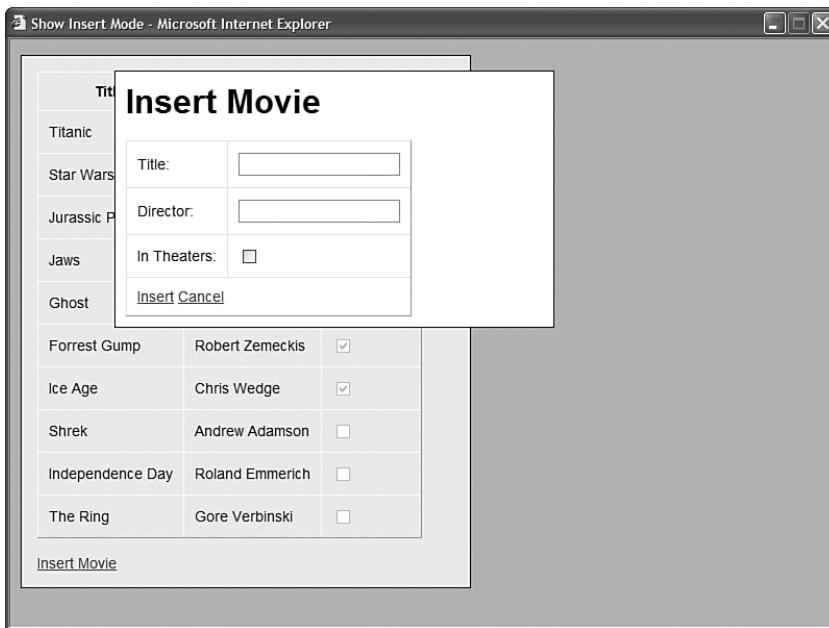 Show Insert Mode - Microsoft Internet Explorer
Insert Movie
Title:
Director:
In Theaters:
Insert Cancel
Titanic
Star Wars
Jurassic P
Jaws
Ghost
Forrest Gump Robert Zemeckis
Ice Age Chris Wedge
Shrek Andrew Adamson
Independence Day Roland Emmerich
The Ring Gore Verbinski
Insert Movie